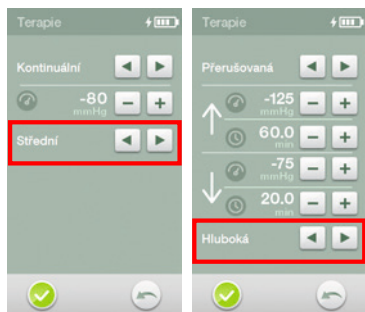 Terapie
Kontinuální
-80
mmHg
Střední
Terapie
Přerušovaná
-125
mmHg
60.0
min
-75
mmHg
20.0
min
Hluboká